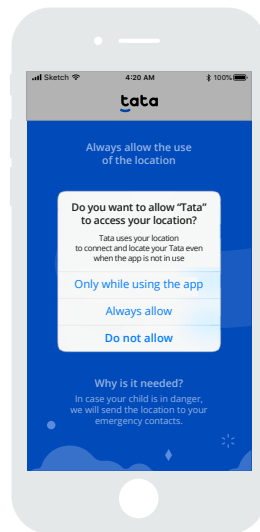 Sketch 4:20 AM 100%
tata
Always allow the use
of the location
Do you want to allow “Tata”
to access your location?
Tata uses your location
to connect and locate your Tata even
when the app is not in use
Only while using the app
Always allow
Do not allow
Why is it needed?
In case your child is in danger,
we will send the location to your
emergency contacts.